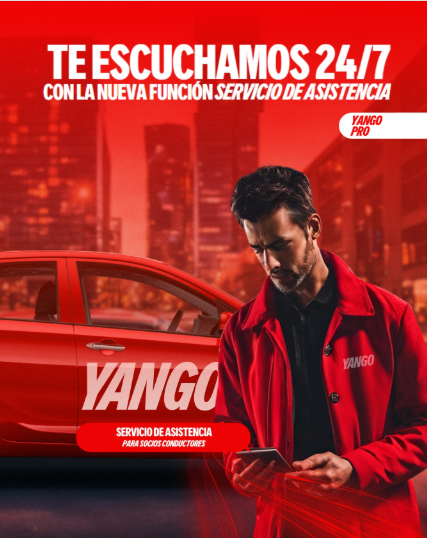 TE ESCUCHAMOS 24/7
CON LA NUEVA FUNCIÓN SERVICIO DE ASISTENCIA
YANGO
PRO
YANGO
YANGO
SERVICIO DE ASISTENCIA
PARA SOCIOS CONDUCTORES